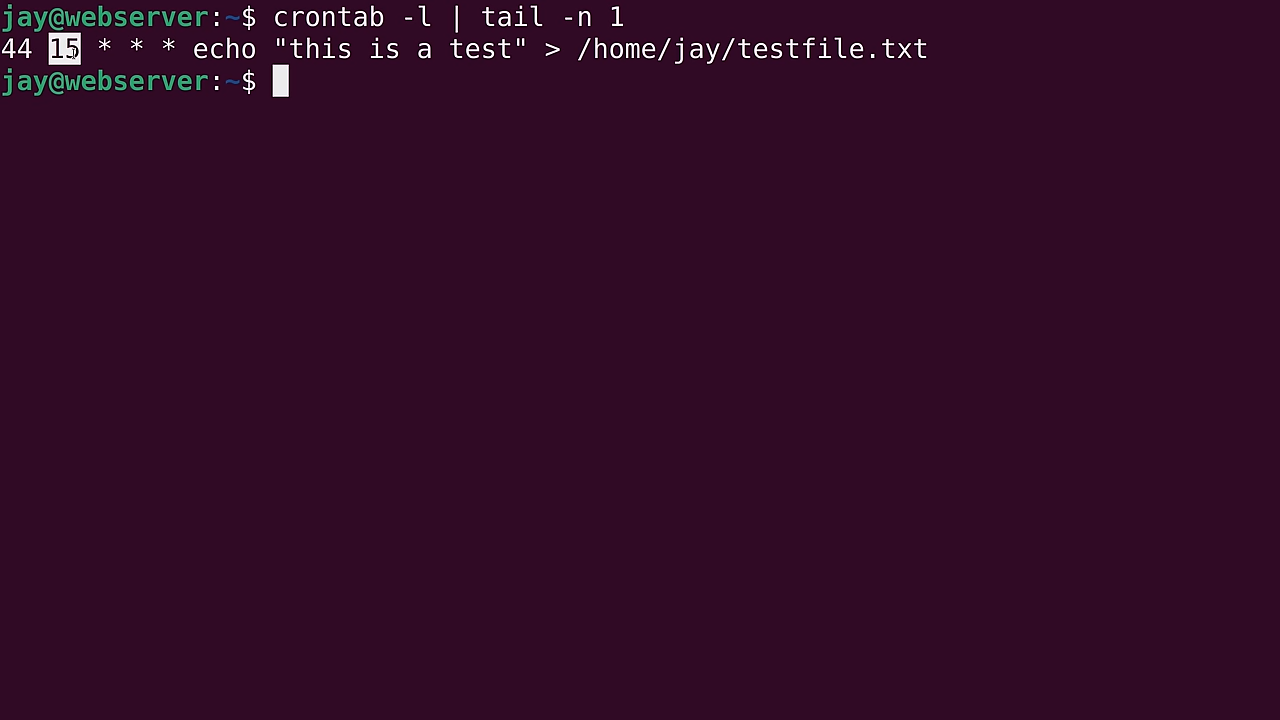 jay@webserver:~$ crontab -l | tail -n 1
44 15 * * * echo "this is a test" > /home/jay/testfile.txt
jay@webserver:~$